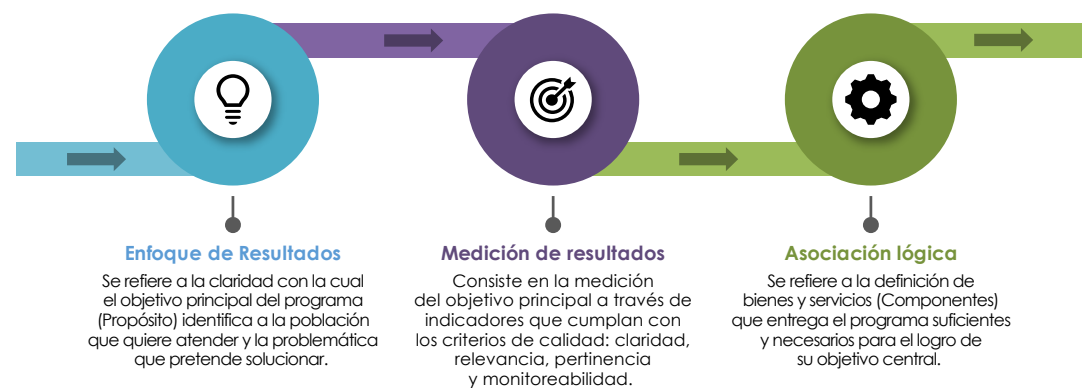 Enfoque de Resultados
Se refiere a la claridad con la cual
el objetivo principal del programa
(Propósito) identifica a la población
que quiere atender y la problemática
que pretende solucionar.
Medición de resultados
Consiste en la medición
del objetivo principal a través de
indicadores que cumplan con
los criterios de calidad: claridad,
relevancia, pertinencia
y monitoreabilidad.
Asociación lógica
Se refiere a la definición de
bienes y servicios (Componentes)
que entrega el programa suficientes
y necesarios para el logro de
su objetivo central.